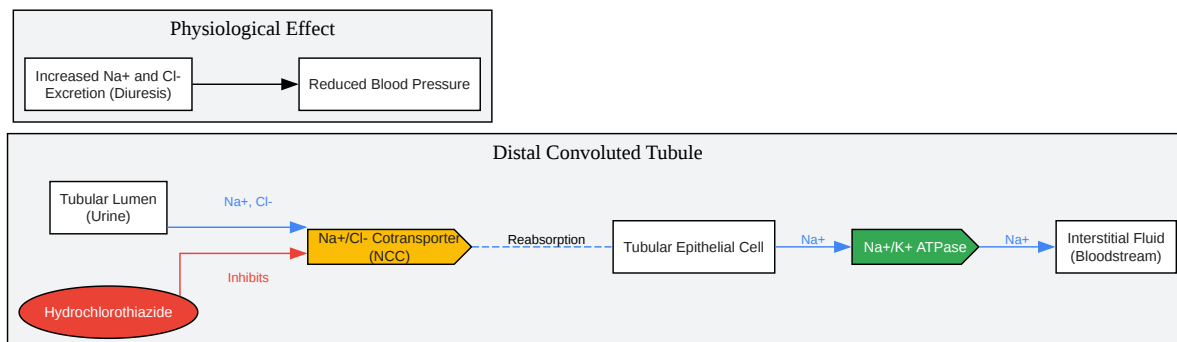 Physiological Effect
Increased Na+ and Cl-
Excretion (Diuresis)
Reduced Blood Pressure
Distal Convoluted Tubule
Tubular Lumen
(Urine)
Na+, Cl-
Na+/Cl- Cotransporter
(NCC)
Reabsorption
Tubular Epithelial Cell
Na+
Na+/K+ ATPase
Na+
Interstitial Fluid
(Bloodstream)
Inhibits
Hydrochlorothiazide